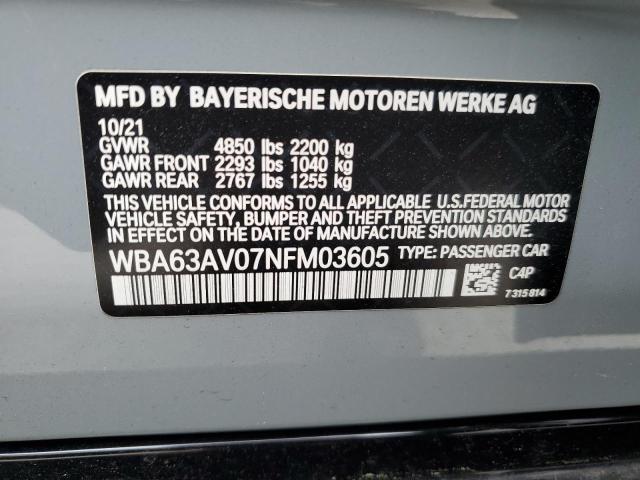 MFD BY BAYERISCHE MOTOREN WERKE AG
10/21
GVWR 4850 lbs 2200 kg
GAWR FRONT 2293 lbs 1040 kg
GAWR REAR 2767 lbs 1255 kg
THIS VEHICLE CONFORMS TO ALL APPLICABLE U.S.FEDERAL MOTOR
VEHICLE SAFETY, BUMPER AND THEFT PREVENTION
STANDARDS IN EFFECT ON THE DATE OF MANUFACTURE SHOWN ABOVE.
WBA63AV07NFM03605 TYPE: PASSENGER CAR
C4P
7315814